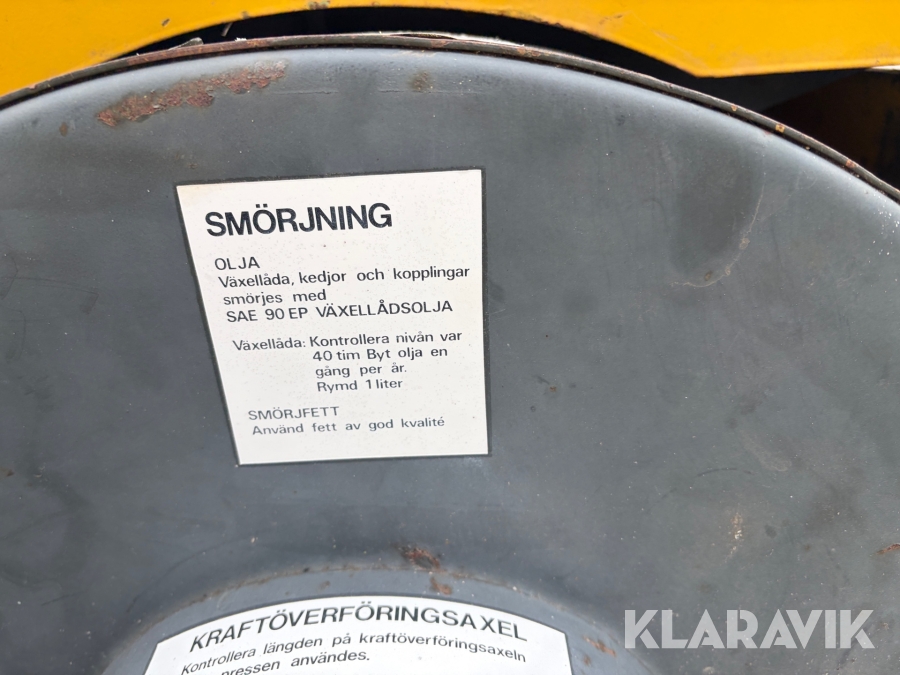 SMÖRJNING
OLJA
Växellåda, kedjor och kopplingar
smörjes med
SAE 90 EP VÄXELLÅDSOLJA
Växellåda: Kontrollera nivån var
40 tim Byt olja en
gång per år.
Rymd 1 liter
SMÖRJFETT
Använd fett av god kvalité
KRAFTÖVERFÖRINGSAXEL
Kontrollera längden på kraftöverföringsaxeln
pressen användes.
KLARAVIK